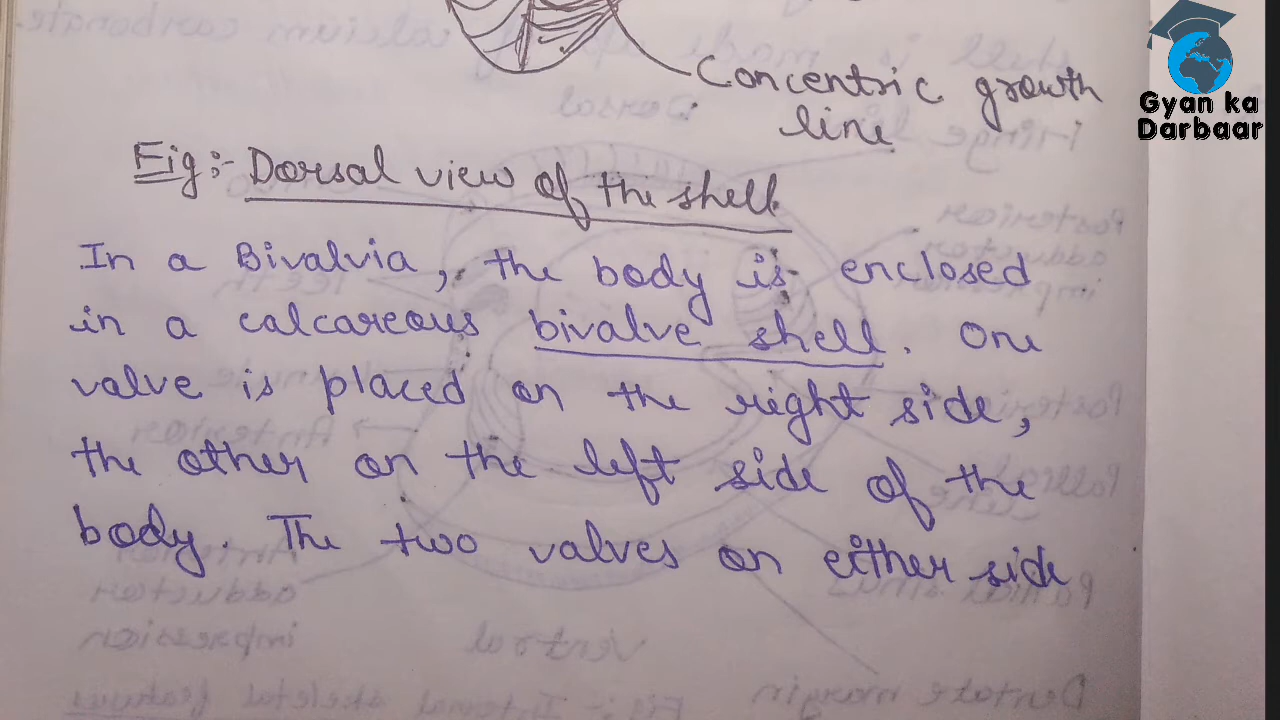 Concentric growth
line
Gyan ka
Darbaar
Fig:- Dorsal view of the shell
In a Bivalvia, the body is enclosed
in a calcareous bivalve shell. One
valve is placed on the right side,
the other on the left side of the
body. The two valves on either side